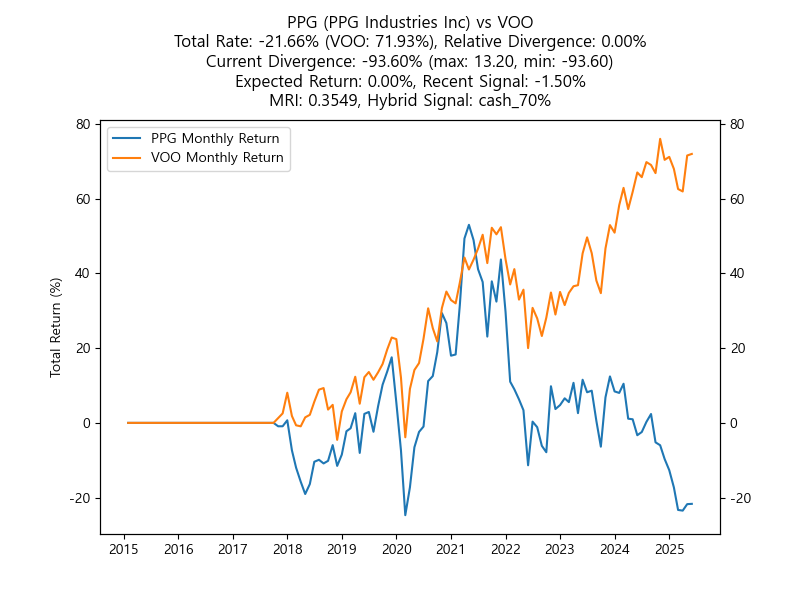 PPG (PPG Industries Inc) vs VOO
Total Rate: -21.66% (VOO: 71.93%), Relative Divergence: 0.00%
Current Divergence: -93.60% (max: 13.20, min: -93.60)
Expected Return: 0.00%, Recent Signal: -1.50%
MRI: 0.3549, Hybrid Signal: cash_70%
PPG Monthly Return
VOO Monthly Return
Total Return (%)
80
60
40
20
0
-20
80
60
40
20
0
-20
2015 2016 2017 2018 2019 2020 2021 2022 2023 2024 2025